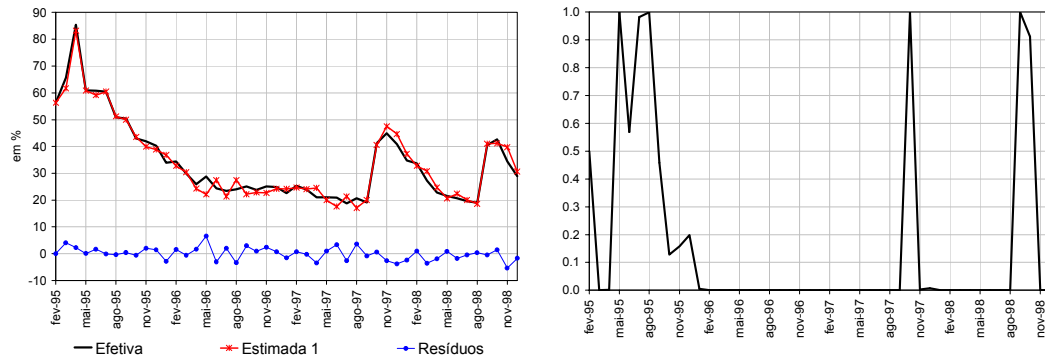 em %
90
80
70
60
50
40
30
20
10
0
-10
fev-95
mai-95
ago-95
nov-95
fev-96
mai-96
ago-96
nov-96
fev-97
mai-97
ago-97
nov-97
fev-98
mai-98
ago-98
nov-98
Efetiva
Estimada 1
Resíduos
1.0
0.9
0.8
0.7
0.6
0.5
0.4
0.3
0.2
0.1
0.0
fev-95
mai-95
ago-95
nov-95
fev-96
mai-96
ago-96
nov-96
fev-97
mai-97
ago-97
nov-97
fev-98
mai-98
ago-98
nov-98